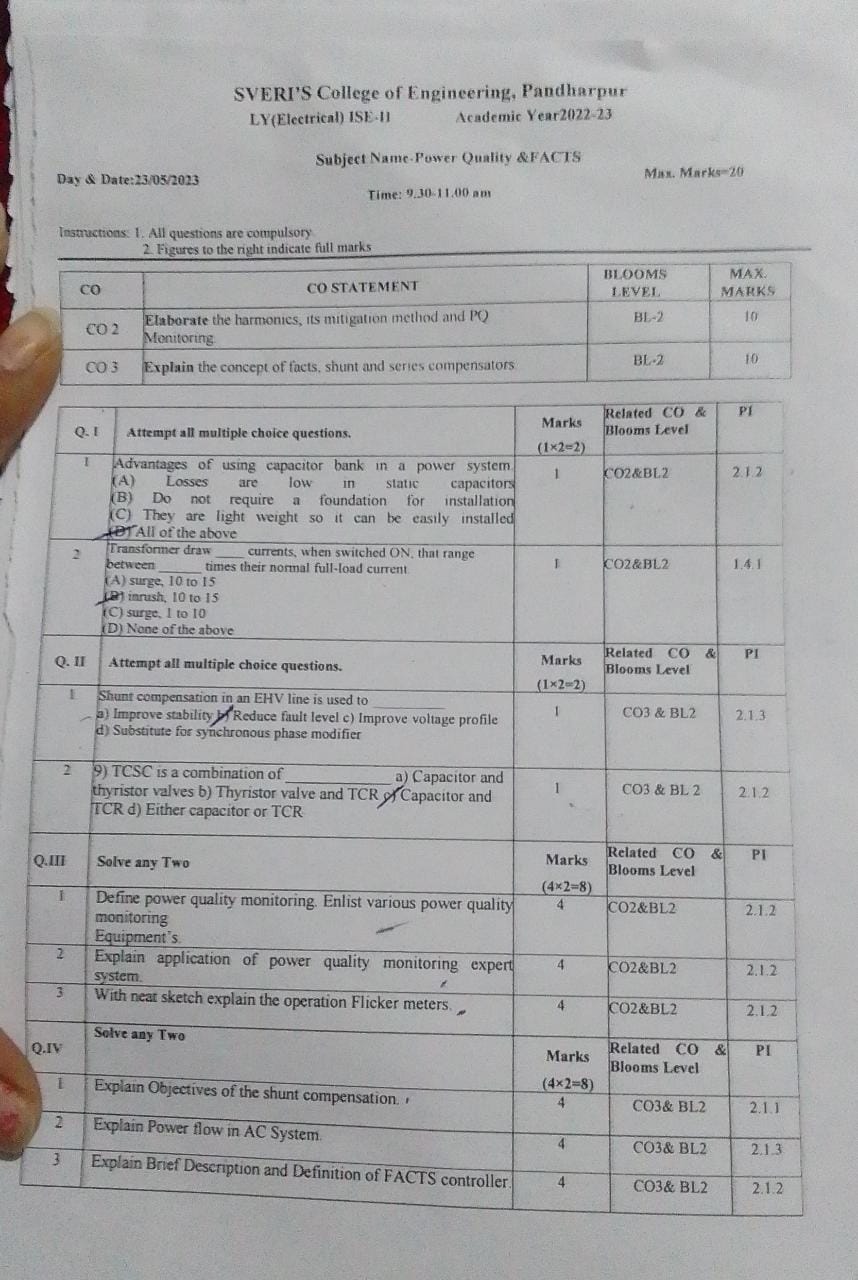 SVERI'S College of Engineering, Pandharpur
LY(Electrical) ISE-II Academic Year2022-23
Subject Name-Power Quality &FACTS
Day & Date:23/05/2023 Max. Marks=20
Time: 9.30-11.00 am
Instructions: 1. All questions are compulsory.
2. Figures to the right indicate full marks
CO CO STATEMENT BLOOMS LEVEL MAX. MARKS
CO 2 Elaborate the harmonics, its mitigation method and PQ BL-2 10
Monitoring.
CO 3 Explain the concept of facts, shunt and series compensators. BL-2 10
Q. I Attempt all multiple choice questions. Marks (1×2=2) Related CO & Blooms Level PI
1 Advantages of using capacitor bank in a power system. 1 CO2&BL2 2.1.2
(A) Losses are low in static capacitors
(B) Do not require a foundation for installation
(C) They are light weight so it can be easily installed
(D) All of the above
2 Transformer draw ____ currents, when switched ON, that range 1 CO2&BL2 1.4.1
between ______ times their normal full-load current.
(A) surge, 10 to 15
(B) inrush, 10 to 15
(C) surge, 1 to 10
(D) None of the above
Q. II Attempt all multiple choice questions. Marks (1×2=2) Related CO & Blooms Level PI
1 Shunt compensation in an EHV line is used to __________ 1 CO3 & BL2 2.1.3
a) Improve stability b) Reduce fault level c) Improve voltage profile
d) Substitute for synchronous phase modifier
2 9) TCSC is a combination of ______________ a) Capacitor and 1 CO3 & BL 2 2.1.2
thyristor valves b) Thyristor valve and TCR c) Capacitor and
TCR d) Either capacitor or TCR
Q.III Solve any Two Marks (4×2=8) Related CO & Blooms Level PI
1 Define power quality monitoring. Enlist various power quality 4 CO2&BL2 2.1.2
monitoring
Equipment's.
2 Explain application of power quality monitoring expert 4 CO2&BL2 2.1.2
system.
3 With neat sketch explain the operation Flicker meters. 4 CO2&BL2 2.1.2
Q.IV Solve any Two Marks (4×2=8) Related CO & Blooms Level PI
1 Explain Objectives of the shunt compensation. 4 CO3& BL2 2.1.1
2 Explain Power flow in AC System. 4 CO3& BL2 2.1.3
3 Explain Brief Description and Definition of FACTS controller. 4 CO3& BL2 2.1.2